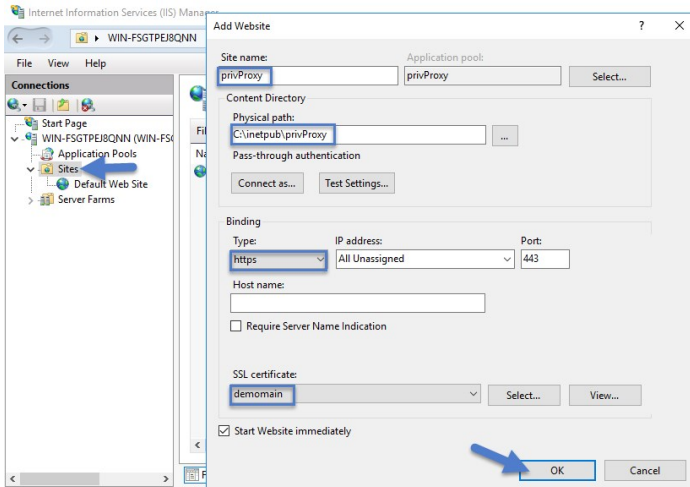 Internet Information Services (IIS) Manager
WIN-FSGTPEJ8QNN
File View Help
Connections
Start Page
WIN-FSGTPEJ8QNN (WIN-FSG
Application Pools
Sites
Default Web Site
Server Farms
Add Website
? X
Site name:
Application pool:
privProxy
privProxy
Select...
Content Directory
Physical path:
C:\inetpub\privProxy
...
Pass-through authentication
Connect as...
Test Settings...
Binding
Type:
IP address:
Port:
https
All Unassigned
443
Host name:
Require Server Name Indication
SSL certificate:
demomain
Select...
View...
Start Website immediately
OK
Cancel